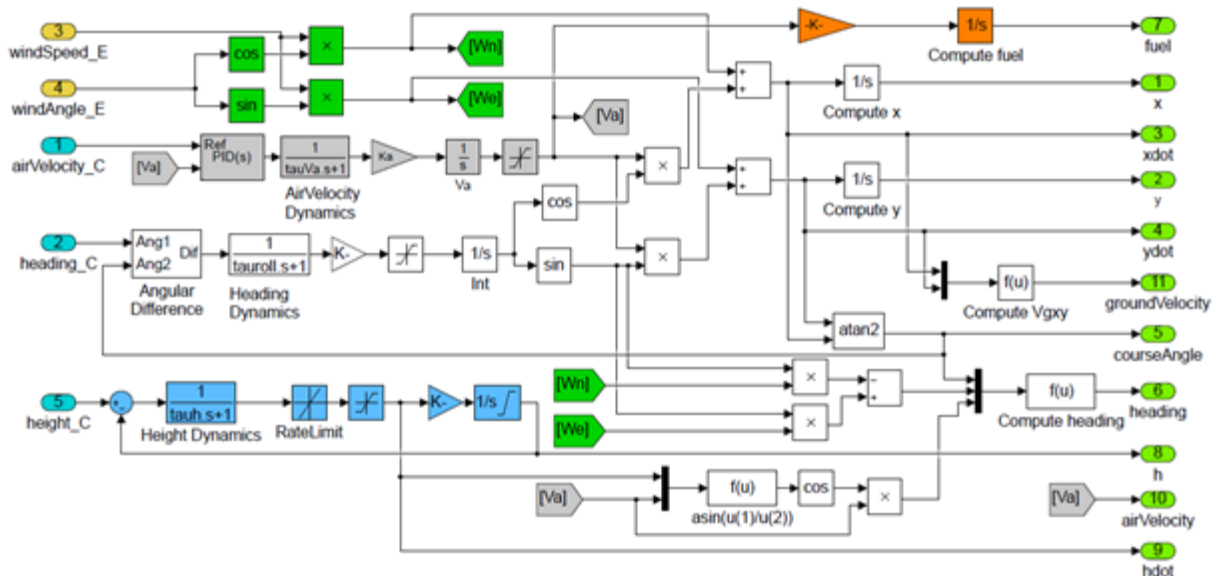 3
windSpeed_E
4
windAngle_E
cos
sin
×
×
[Wn]
[We]
-K-
1/s
Compute fuel
7
fuel
+
+
1/s
Compute x
1
x
3
xdot
1
airVelocity_C
[Va]
Ref
PID(s)
1
tauVa.s+1
AirVelocity
Dynamics
Ka
1
s
Va
[Va]
×
+
+
1/s
Compute y
2
y
4
ydot
2
heading_C
Ang1
Ang2
Dif
Angular
Difference
1
tauroll.s+1
Heading
Dynamics
K-
1/s
Int
cos
sin
×
f(u)
Compute Vgxy
11
groundVelocity
atan2
5
courseAngle
5
height_C
1
tauh.s+1
Height Dynamics
RateLimit
K-
1/s
[Wn]
[We]
×
×
−
+
f(u)
Compute heading
6
heading
8
h
[Va]
f(u)
asin(u(1)/u(2))
cos
×
[Va]
10
airVelocity
9
hdot